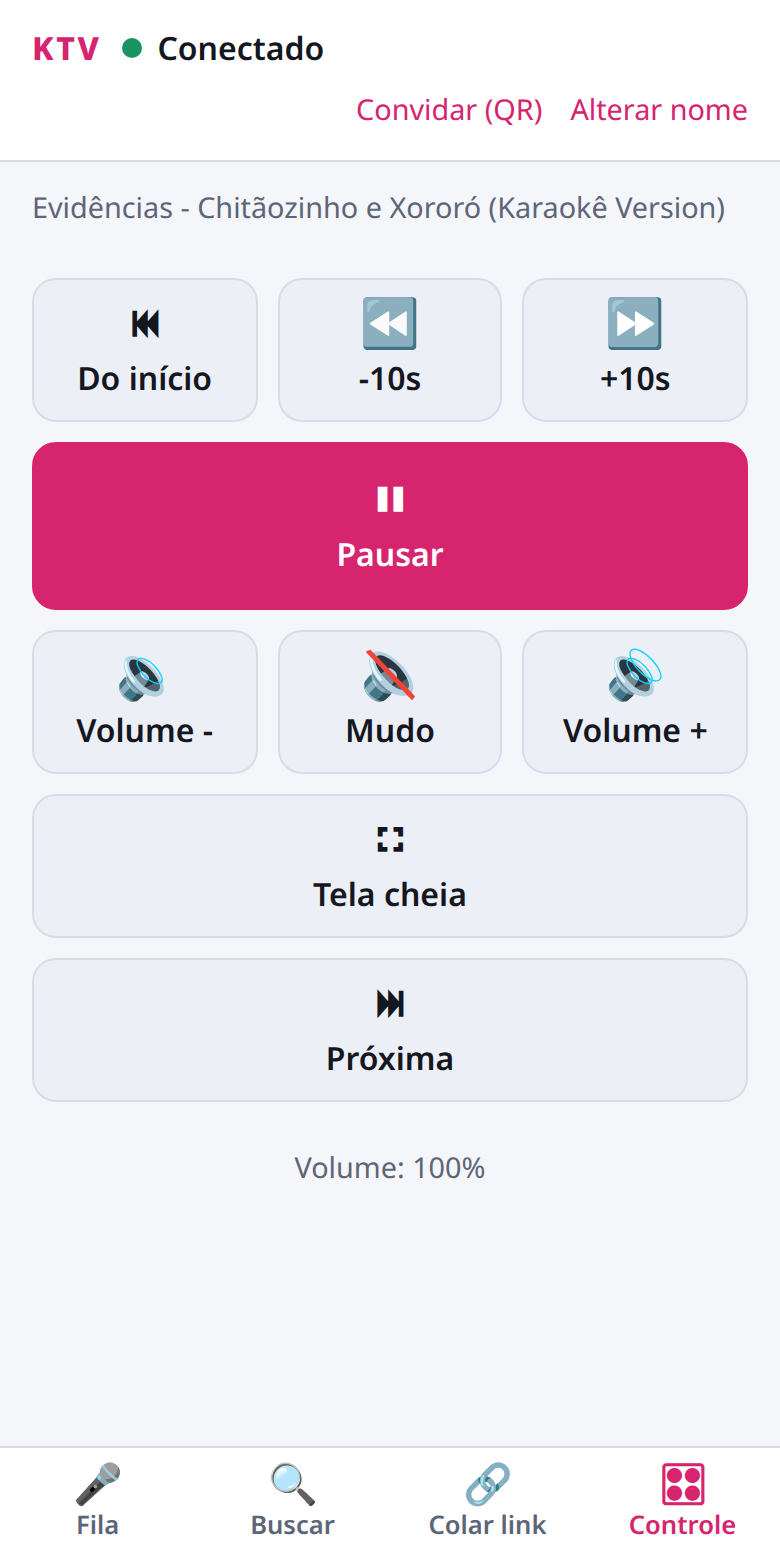 KTV Conectado
Convidar (QR) Alterar nome
Evidências - Chitãozinho e Xororó (Karaokê Version)
Do início -10s +10s
Pausar
Volume - Mudo Volume +
Tela cheia
Próxima
Volume: 100%
Fila Buscar Colar link Controle